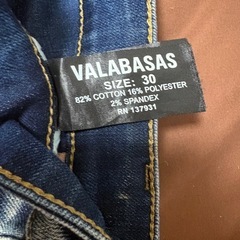 VALABASAS
SIZE: 30
82% COTTON 16% POLYESTER
2% SPANDEX
RN 137931